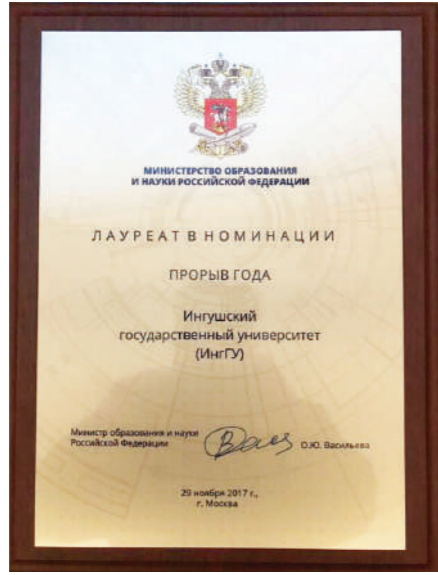 МИНИСТЕРСТВО ОБРАЗОВАНИЯ
И НАУКИ РОССИЙСКОЙ ФЕДЕРАЦИИ
ЛАУРЕАТ В НОМИНАЦИИ
ПРОРЫВ ГОДА
Ингушский
государственный университет
(ИнгГУ)
Министр образования и науки
Российской Федерации
О.Ю. Васильева
29 ноября 2017 г.,
г. Москва